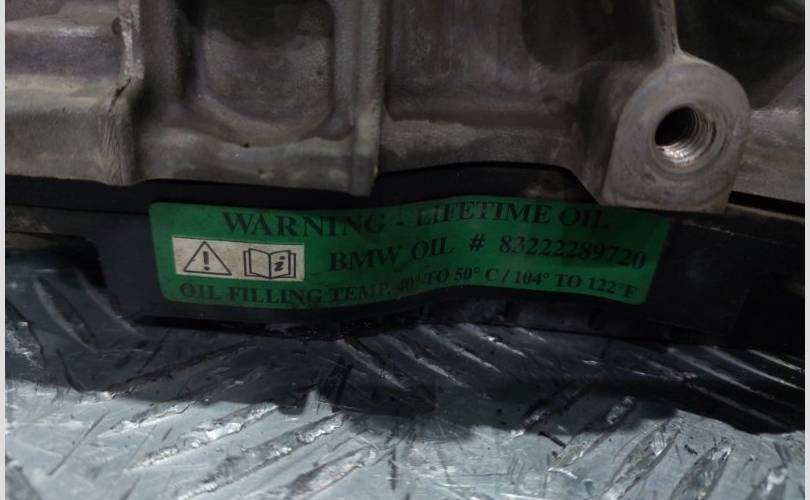 WARNING - LIFETIME OIL
BMW OIL # 83222289720
OIL FILLING TEMP. 40° TO 50° C / 104° TO 122°F